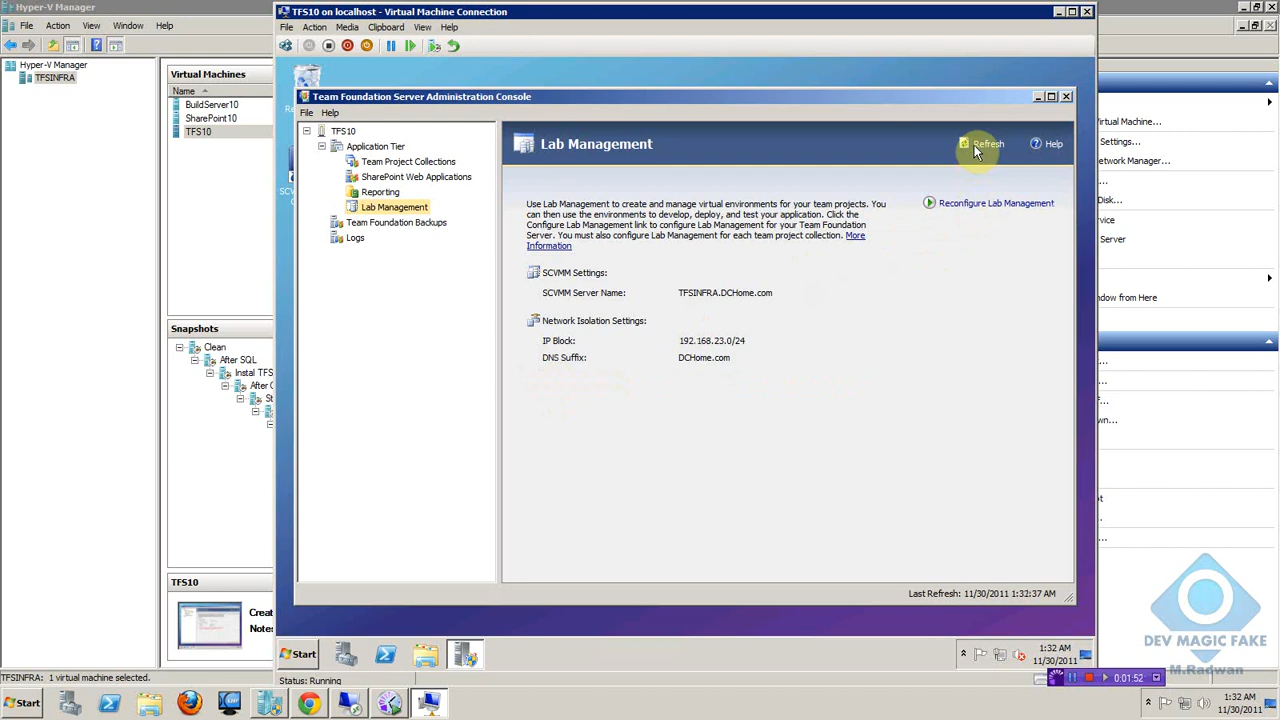 Hyper-V Manager
File Action View Window Help
Hyper-V Manager
TFSINFRA
Virtual Machines
Name
BuildServer10
SharePoint10
TFS10
Snapshots
Clean
After SQL
Instal TFS
After C
St
TFS10
Creat
Notes
TFSINFRA: 1 virtual machine selected.
TFS10 on localhost - Virtual Machine Connection
File Action Media Clipboard View Help
Team Foundation Server Administration Console
File Help
TFS10
Application Tier
Team Project Collections
SharePoint Web Applications
Reporting
Lab Management
Team Foundation Backups
Logs
Lab Management
Refresh
Help
Use Lab Management to create and manage virtual environments for your team projects. You
can then use the environments to develop, deploy, and test your application. Click the
Configure Lab Management link to configure Lab Management for your Team Foundation
Server. You must also configure Lab Management for each team project collection. More
Information
Reconfigure Lab Management
SCVMM Settings:
SCVMM Server Name: TFSINFRA.DCHome.com
Network Isolation Settings:
IP Block: 192.168.23.0/24
DNS Suffix: DCHome.com
Last Refresh: 11/30/2011 1:32:37 AM
Start
1:32 AM
11/30/2011
Status: Running
0:01:52
irtual Machine...
Settings...
etwork Manager...
...
Disk...
vice
Server
ndow from Here
DEV MAGIC FAKE
M.Radwan
Start
1:32 AM
11/30/2011